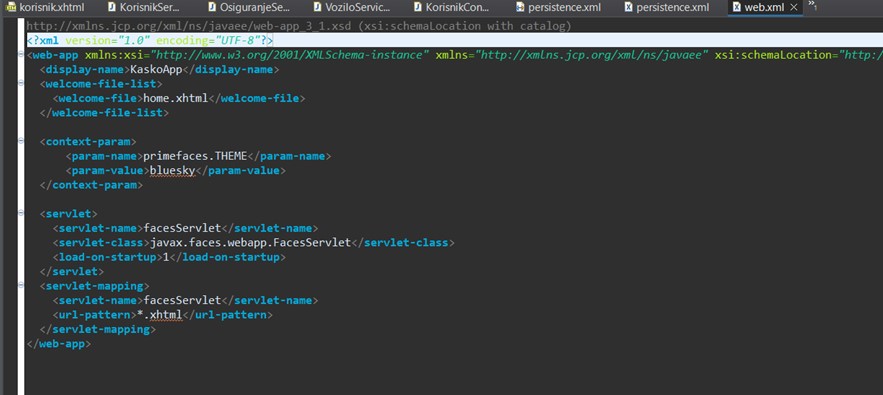 korisnik.xhtml KorisnikSer... OsiguranjeSe... VoziloServic... KorisnikCon... persistence.xml persistence.xml web.xml
http://xmlns.jcp.org/xml/ns/javaee/web-app_3_1.xsd (xsi:schemaLocation with catalog)
<?xml version="1.0" encoding="UTF-8"?>
<web-app xmlns:xsi="http://www.w3.org/2001/XMLSchema-instance" xmlns="http://xmlns.jcp.org/xml/ns/javaee" xsi:schemaLocation="http:/
<display-name>KaskoApp</display-name>
<welcome-file-list>
<welcome-file>home.xhtml</welcome-file>
</welcome-file-list>
<context-param>
<param-name>primefaces.THEME</param-name>
<param-value>bluesky</param-value>
</context-param>
<servlet>
<servlet-name>facesServlet</servlet-name>
<servlet-class>javax.faces.webapp.FacesServlet</servlet-class>
<load-on-startup>1</load-on-startup>
</servlet>
<servlet-mapping>
<servlet-name>facesServlet</servlet-name>
<url-pattern>*.xhtml</url-pattern>
</servlet-mapping>
</web-app>